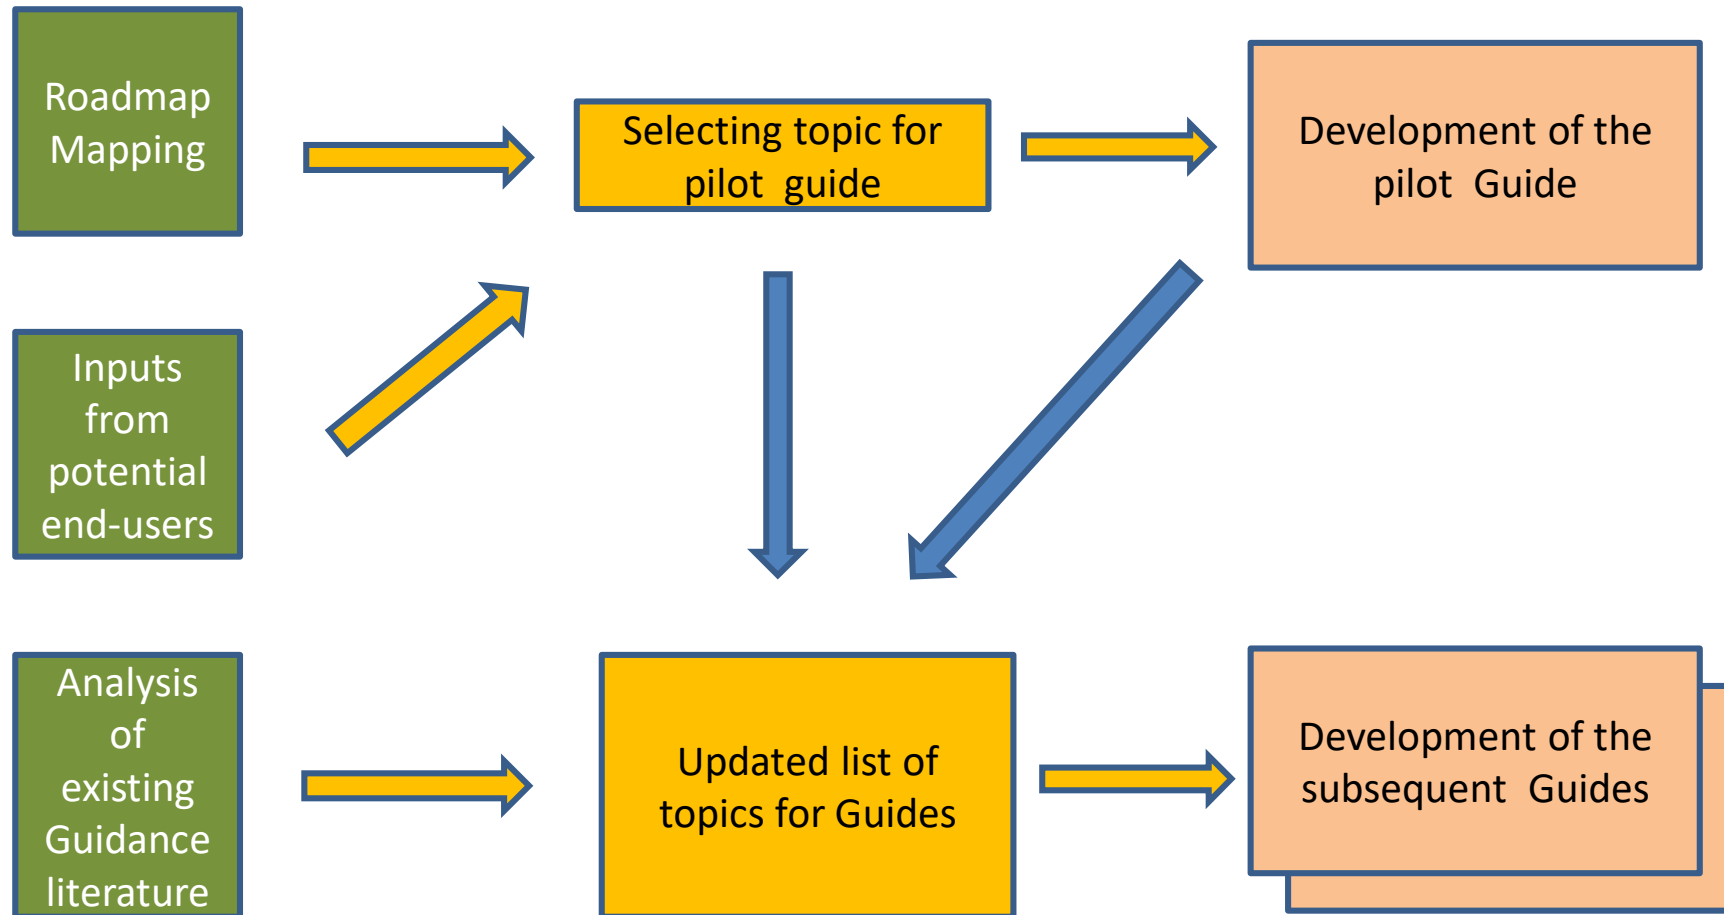 Roadmap
Mapping
Selecting topic for
pilot  guide
Development of the
pilot  Guide
Inputs
from
potential
end-users
Analysis
of
existing
Guidance
literature
Updated list of
topics for Guides
Development of the
subsequent  Guides